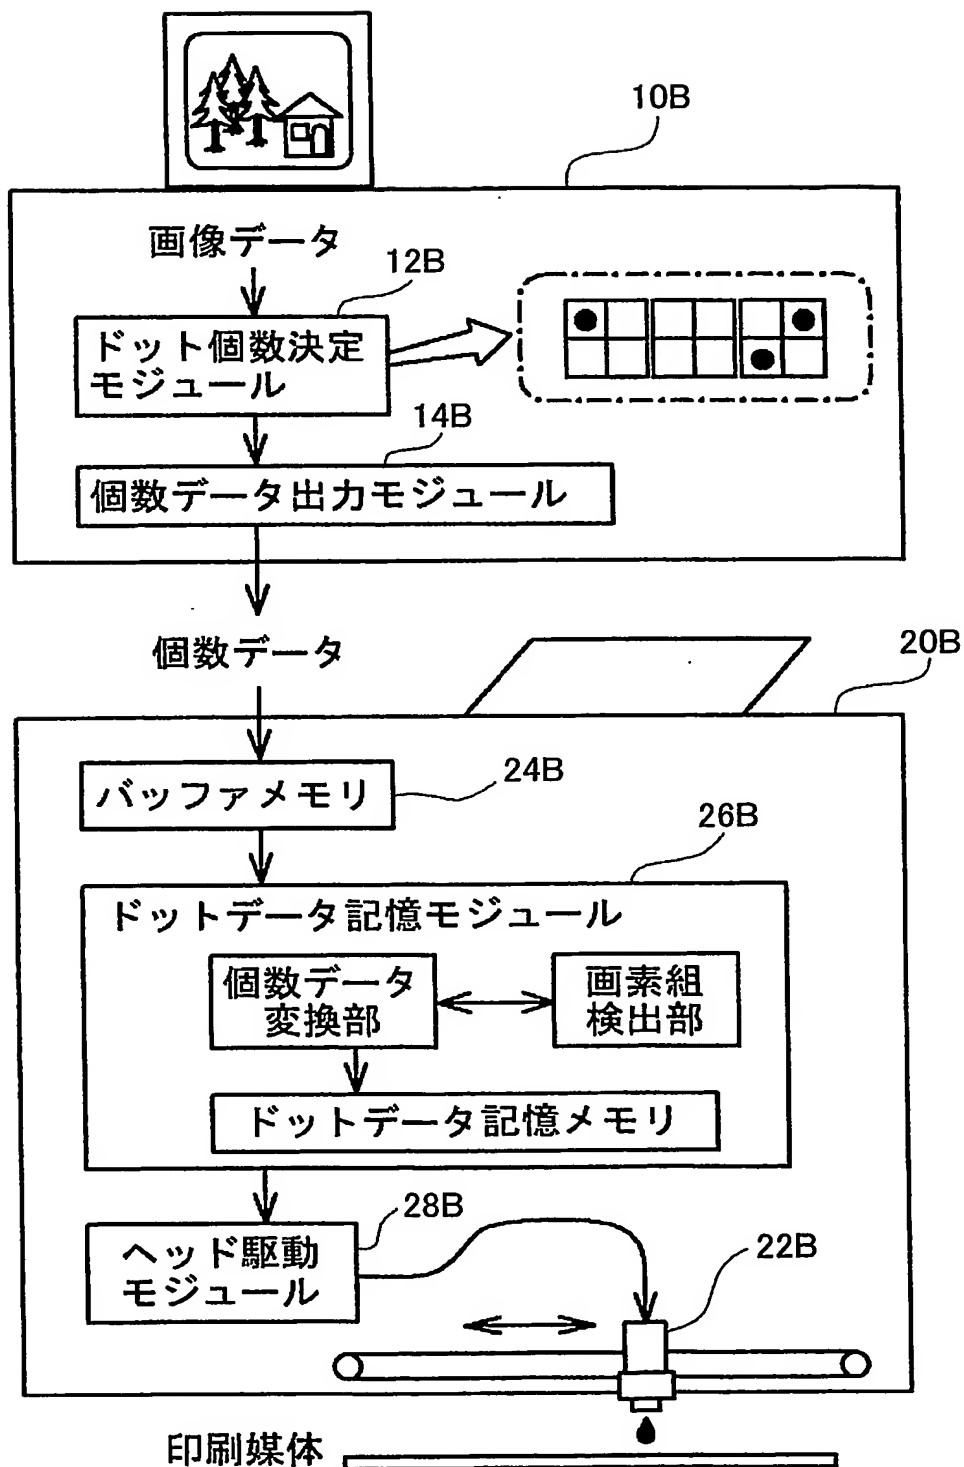 10B
画像データ
12B
ドット個数決定
モジュール
14B
個数データ出力モジュール
個数データ
20B
バッファメモリ
24B
26B
ドットデータ記憶モジュール
個数データ
変換部
画素組
検出部
ドットデータ記憶メモリ
28B
ヘッド駆動
モジュール
22B
印刷媒体